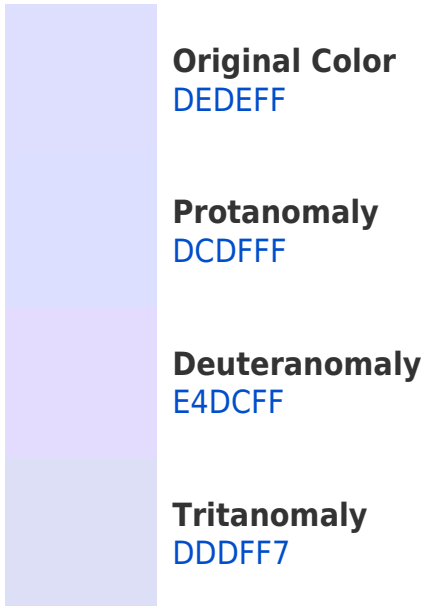 Original Color
DEDEFF
Protanomaly
DCDFFF
Deuteranomaly
E4DCFF
Tritanomaly
DDDFF7